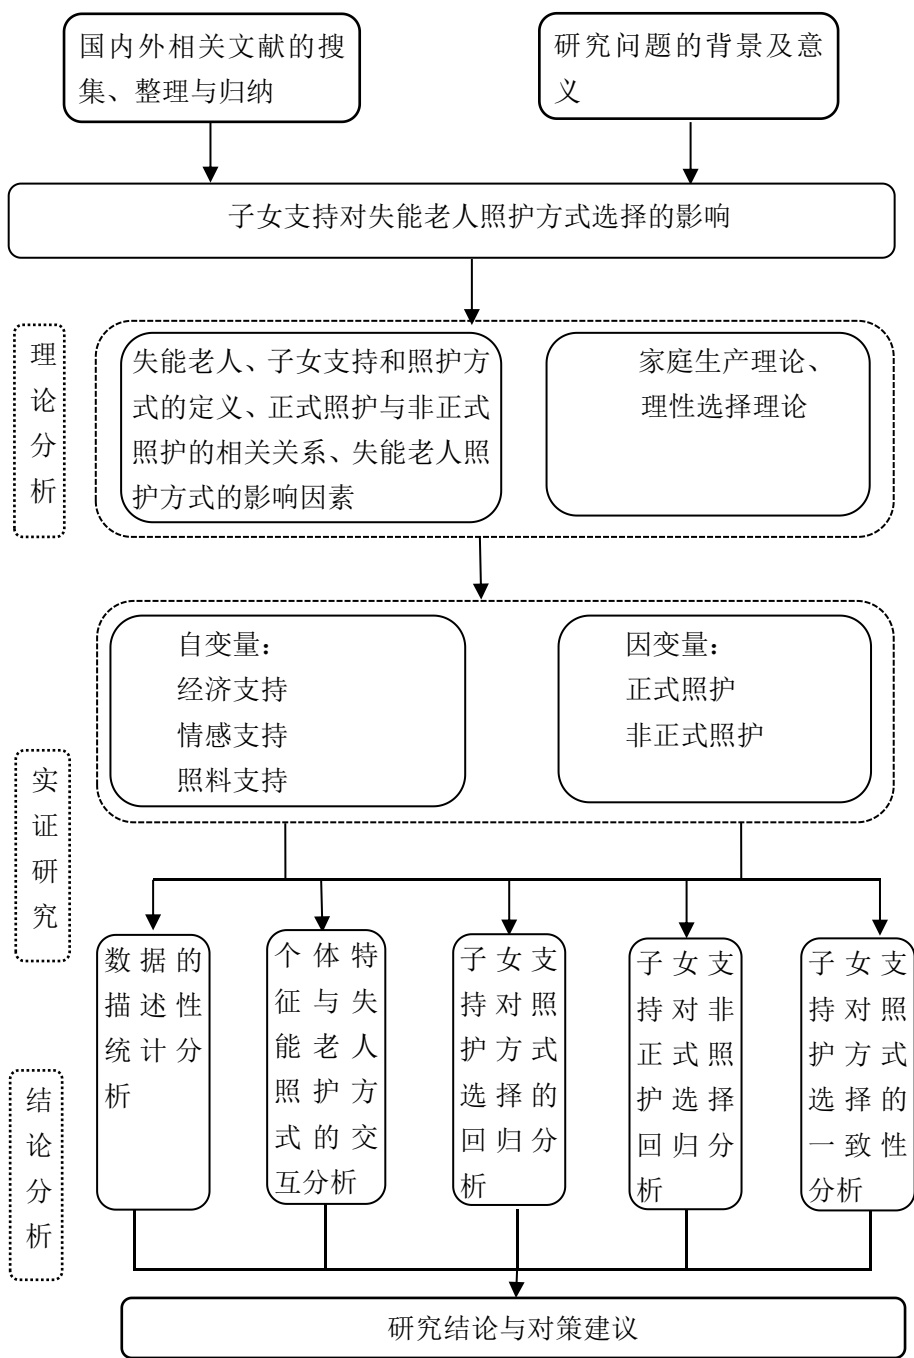 国内外相关文献的搜
集、整理与归纳
研究问题的背景及意
义
子女支持对失能老人照护方式选择的影响
理
论
分
析
失能老人、子女支持和照护方
式的定义、正式照护与非正式
照护的相关关系、失能老人照
护方式的影响因素
家庭生产理论、
理性选择理论
自变量：
经济支持
情感支持
照料支持
因变量：
正式照护
非正式照护
实
证
研
究
数据的
描述性
统计分
析
个体特
征与失
能老人
照护方
式的交
互分析
子女支
持对照
护方式
选择的
回归分
析
子女支
持对非
正式照
护选择
回归分
析
子女支
持对照
护方式
选择的
一致性
分析
结
论
分
析
研究结论与对策建议